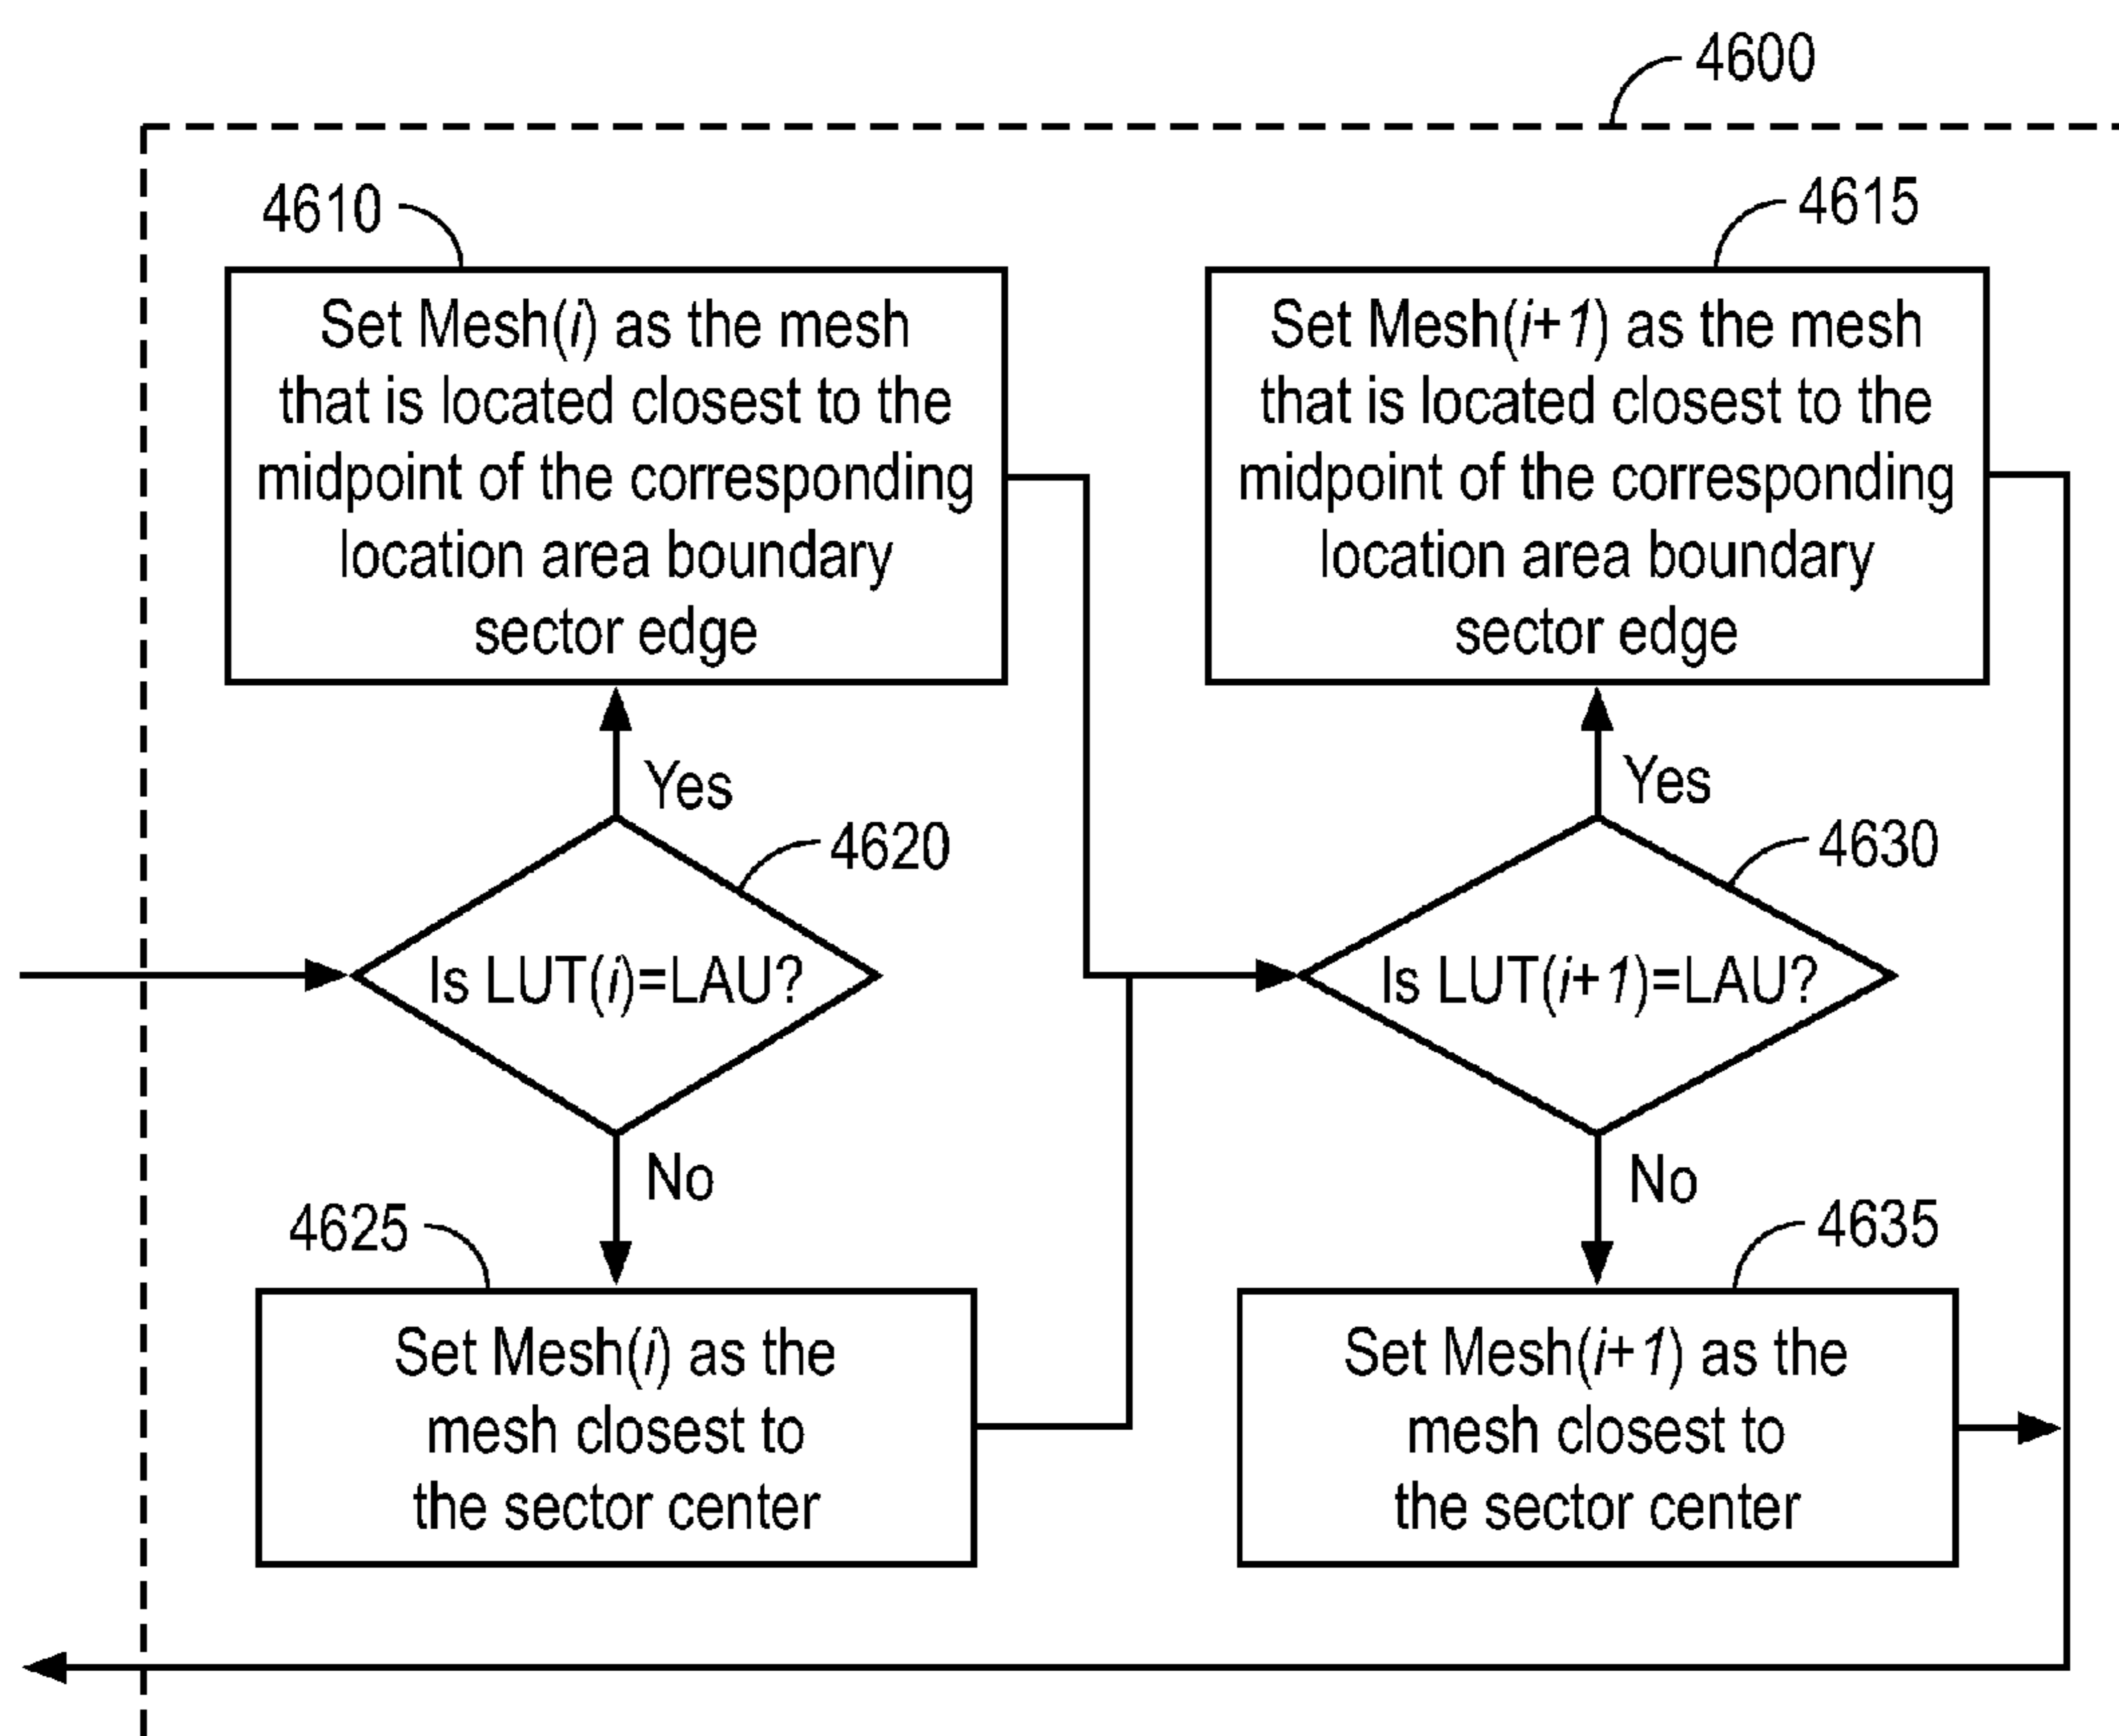 4600
4610
Set Mesh(i) as the mesh
that is located closest to the
midpoint of the corresponding
location area boundary
sector edge
4615
Set Mesh(i+1) as the mesh
that is located closest to the
midpoint of the corresponding
location area boundary
sector edge
Yes
4620
Is LUT(i)=LAU?
No
Yes
4630
Is LUT(i+1)=LAU?
No
4625
Set Mesh(i) as the
mesh closest to
the sector center
4635
Set Mesh(i+1) as the
mesh closest to
the sector center